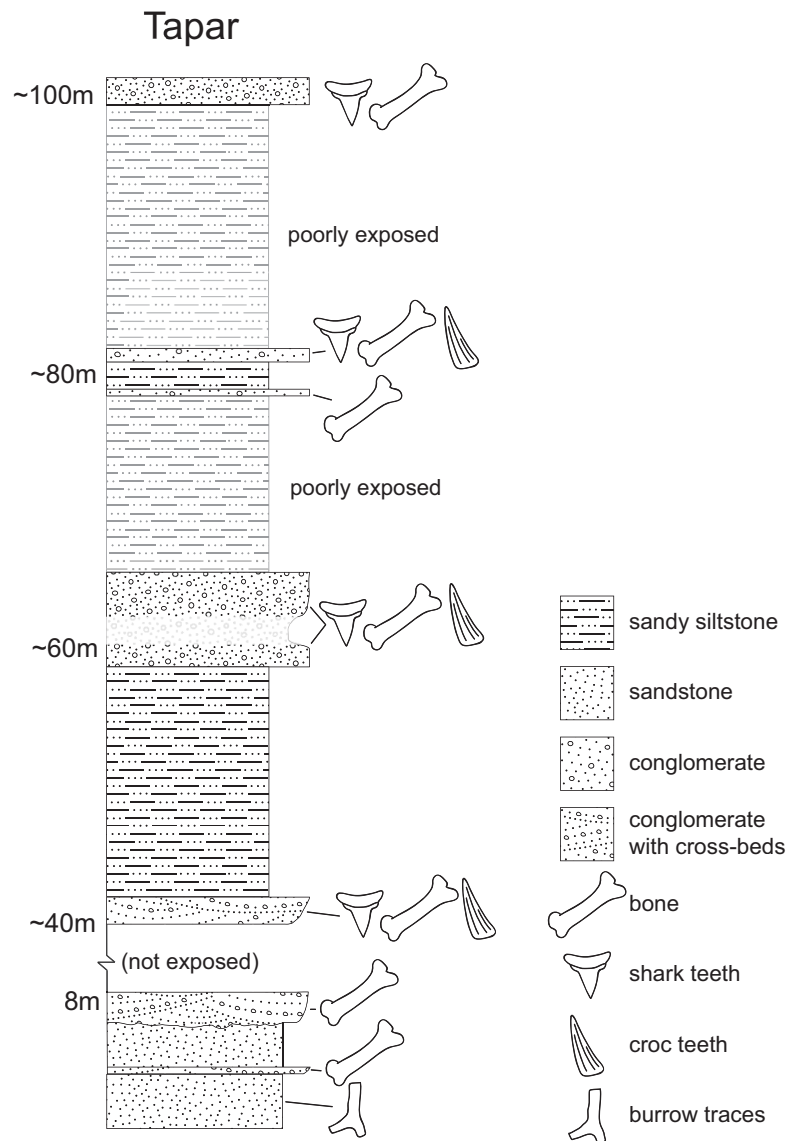 Tapar
~100m
poorly exposed
~80m
poorly exposed
~60m
~40m
(not exposed)
8m
sandy siltstone
sandstone
conglomerate
conglomerate
with cross-beds
bone
shark teeth
croc teeth
burrow traces